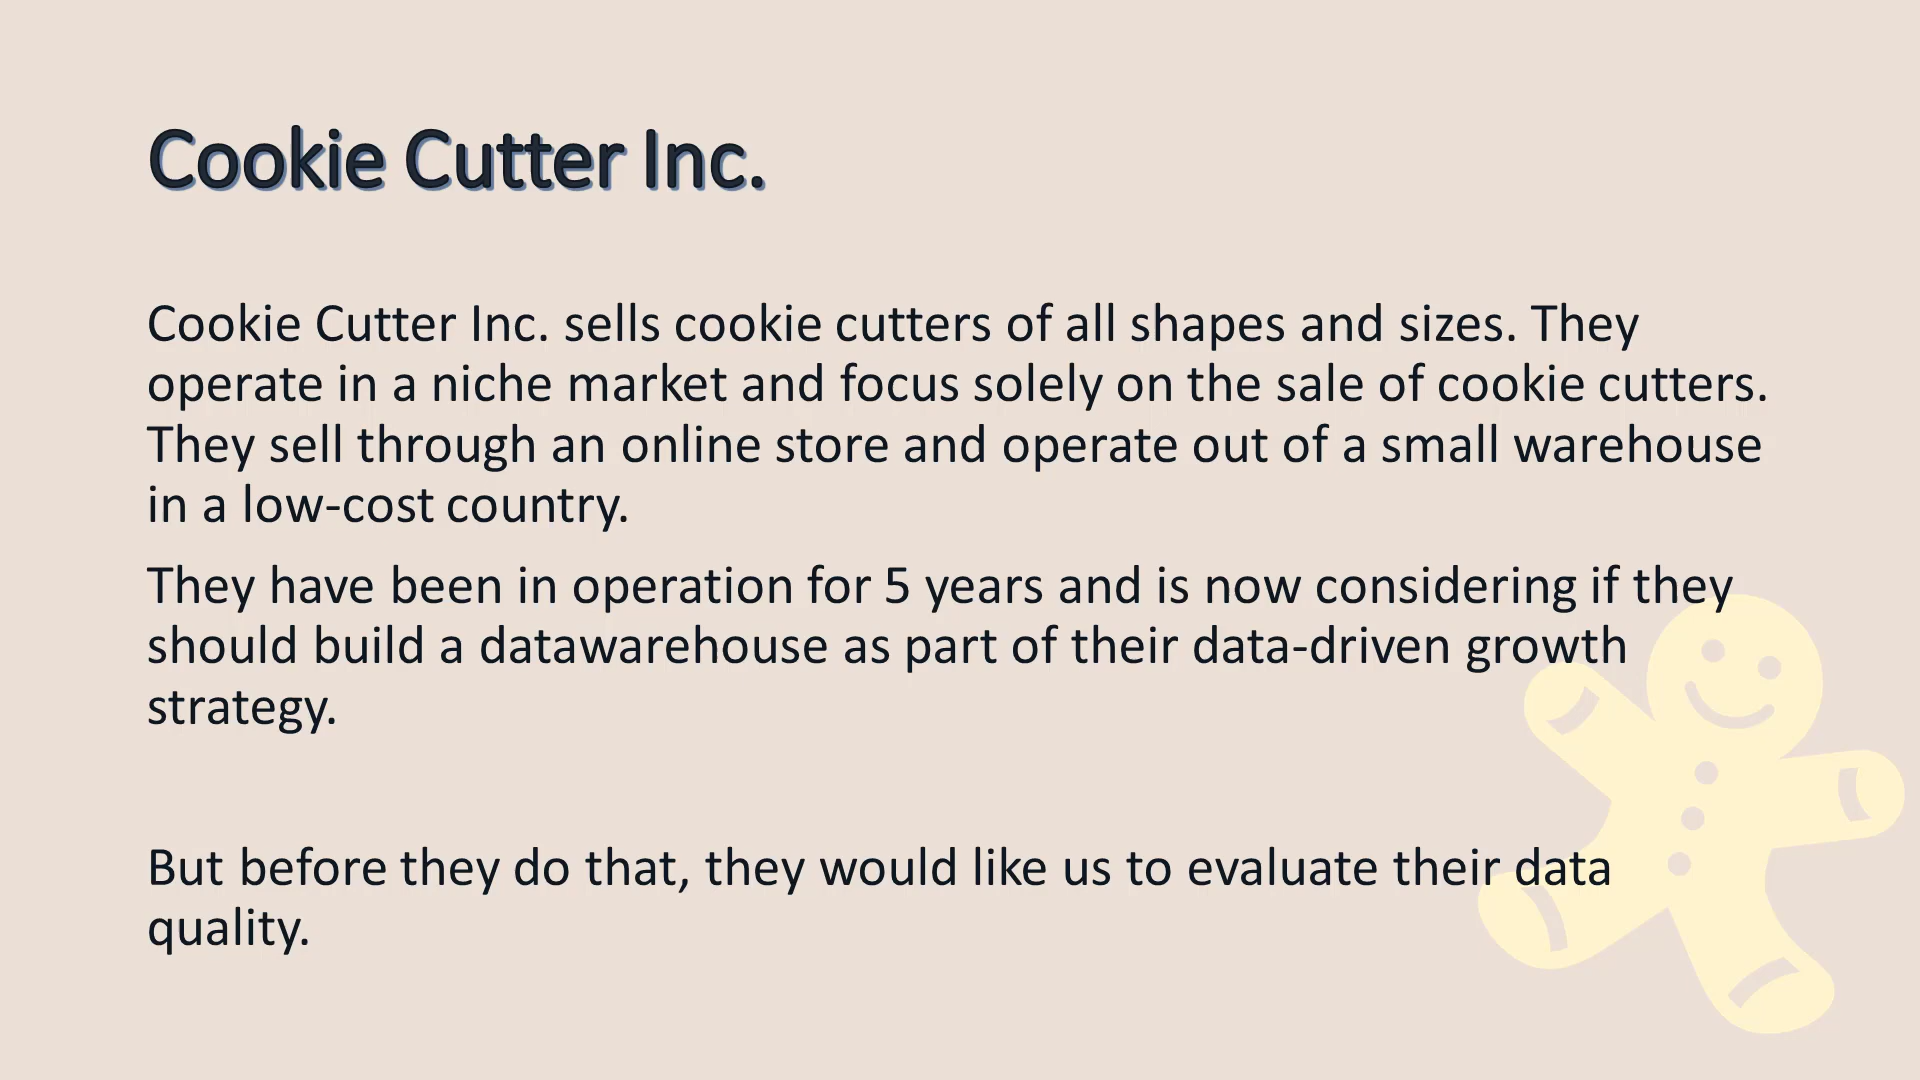 Cookie Cutter Inc.
Cookie Cutter Inc. sells cookie cutters of all shapes and sizes. They
operate in a niche market and focus solely on the sale of cookie cutters.
They sell through an online store and operate out of a small warehouse
in a low-cost country.
They have been in operation for 5 years and is now considering if they
should build a datawarehouse as part of their data-driven growth
strategy.
But before they do that, they would like us to evaluate their data
quality.